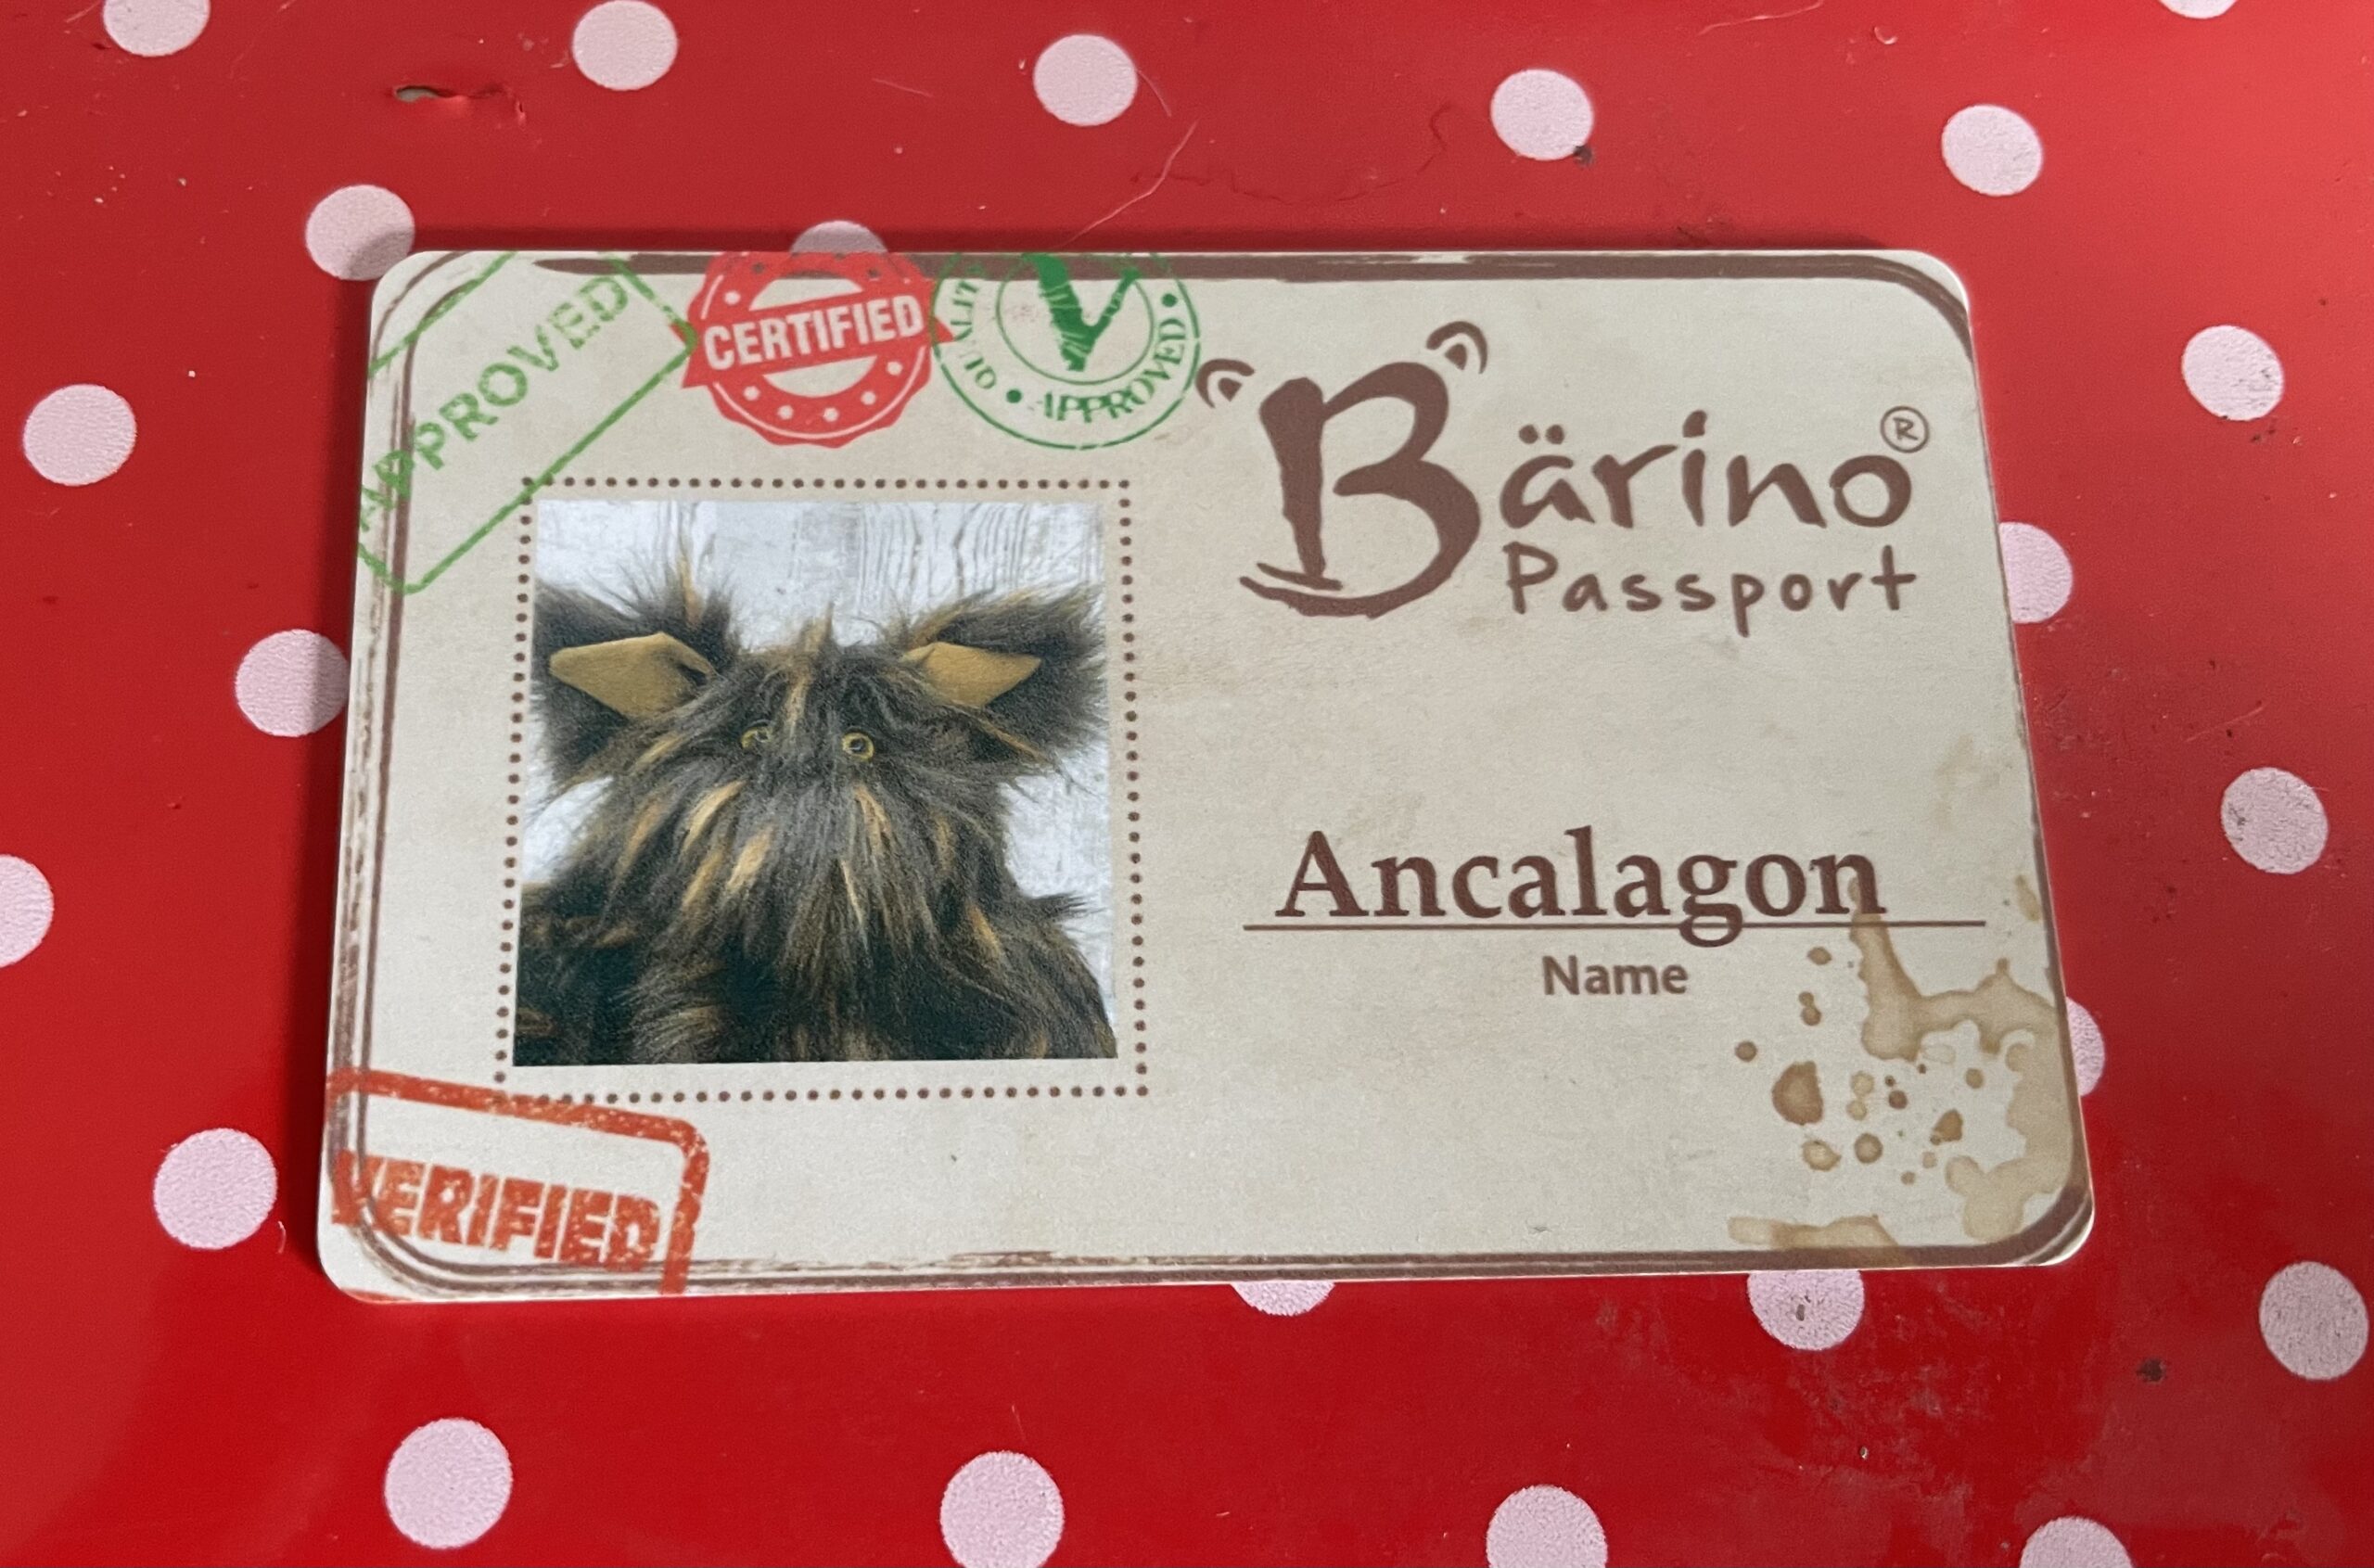 APPROVED
CERTIFIED
QUALITY APPROVED
Bärino®
Passport
Ancalagon
Name
VERIFIED